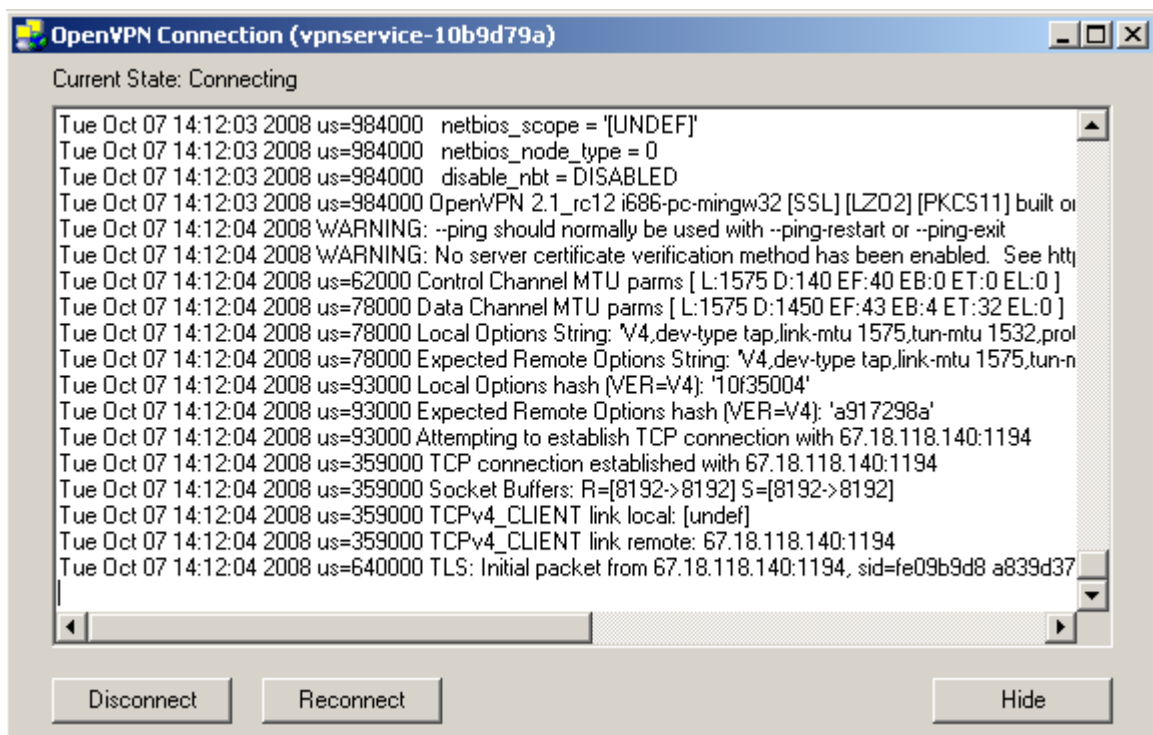 OpenVPN Connection (vpnservice-10b9d79a)
Current State: Connecting
Tue Oct 07 14:12:03 2008 us=984000   netbios_scope = '[UNDEF]'
Tue Oct 07 14:12:03 2008 us=984000   netbios_node_type = 0
Tue Oct 07 14:12:03 2008 us=984000   disable_nbt = DISABLED
Tue Oct 07 14:12:03 2008 us=984000 OpenVPN 2.1_rc12 i686-pc-mingw32 [SSL] [LZO2] [PKCS11] built
Tue Oct 07 14:12:04 2008 WARNING: --ping should normally be used with --ping-restart or --ping-exit
Tue Oct 07 14:12:04 2008 WARNING: No server certificate verification method has been enabled.  See
Tue Oct 07 14:12:04 2008 us=62000 Control Channel MTU parms [ L:1575 D:140 EF:40 EB:0 ET:0 EL:0 ]
Tue Oct 07 14:12:04 2008 us=78000 Data Channel MTU parms [ L:1575 D:1450 EF:43 EB:4 ET:32 EL:0 ]
Tue Oct 07 14:12:04 2008 us=78000 Local Options String: 'V4,dev-type tap,link-mtu 1575,tun-mtu 1532,
Tue Oct 07 14:12:04 2008 us=78000 Expected Remote Options String: 'V4,dev-type tap,link-mtu 1575,
Tue Oct 07 14:12:04 2008 us=93000 Local Options hash (VER=V4): '10f35004'
Tue Oct 07 14:12:04 2008 us=93000 Expected Remote Options hash (VER=V4): 'a917298a'
Tue Oct 07 14:12:04 2008 us=93000 Attempting to establish TCP connection with 67.18.118.140:1194
Tue Oct 07 14:12:04 2008 us=359000 TCP connection established with 67.18.118.140:1194
Tue Oct 07 14:12:04 2008 us=359000 Socket Buffers: R=[8192->8192] S=[8192->8192]
Tue Oct 07 14:12:04 2008 us=359000 TCPv4_CLIENT link local: [undef]
Tue Oct 07 14:12:04 2008 us=359000 TCPv4_CLIENT link remote: 67.18.118.140:1194
Tue Oct 07 14:12:04 2008 us=640000 TLS: Initial packet from 67.18.118.140:1194, sid=fe09b9d8 a839d37
Disconnect
Reconnect
Hide